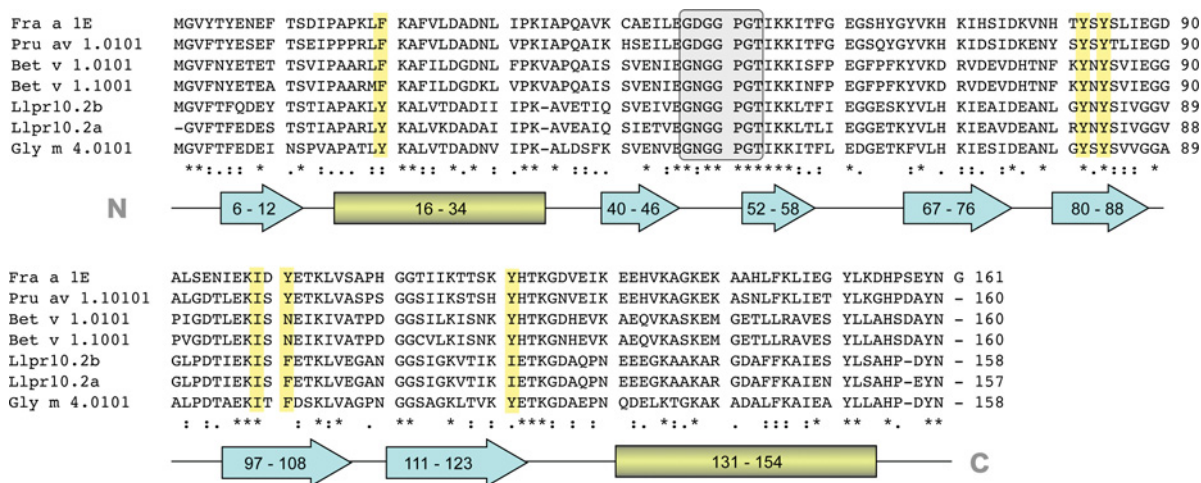 Fra a 1E MGVYTYENEF TSDIPAPKLF KAFVLDADNL IPKIAPQAVK CAEILEGDGG PGTIKKITFG EGSHYGYVKH KIHSIDKVNH TYSYSLIEGD 90
Pru av 1.0101 MGVFTYESEF TSEIPPPRLF KAFVLDADNL VPKIAPQAIK HSEILEGDGG PGTIKKITFG EGSQYGYVKH KIDSIDKENY SYSYTLIEGD 90
Bet v 1.0101 MGVFNYETET TSVIPAARLF KAFILDGDNL FPKVAPQAIS SVENIEGNGG PGTIKKISFP EGFPFKYVKD RVDEVDHTNF KYNYSVIEGG 90
Bet v 1.1001 MGVFNYETEA TSVIPAARMF KAFILDGDKL VPKVAPQAIS SVENIEGNGG PGTIKKINFP EGFPFKYVKD RVDEVDHTNF KYNYSVIEGG 90
Llpr10.2b MGVFTFQDEY TSTIAPAKLY KALVTDADII IPK-AVETIQ SVEIVEGNGG PGTIKKLTFI EGGESKYVLH KIEAIDEANL GYNYSIVGGV 89
Llpr10.2a -GVFTFEDES TSTIAPARLY KALVKDADAI IPK-AVEAIQ SIETVEGNGG PGTIKKLTLI EGGETKYVLH KIEAVDEANL RYNYSIVGGV 88
Gly m 4.0101 MGVFTFEDEI NSPVAPATLY KALVTDADNV IPK-ALDSFK SVENVEGNGG PGTIKKITFL EDGETKFVLH KIESIDEANL GYSYSVVGGA 89
N 6 - 12 16 - 34 40 - 46 52 - 58 67 - 76 80 - 88
Fra a 1E ALSENIEKID YETKLVSAPH GGTIIKTTSK YHTKGDVEIK EEHVKAGKEK AAHLFKLIEG YLKDHPSEYN G 161
Pru av 1.10101 ALGDTLEKIS YETKLVASPS GGSIIKSTSH YHTKGNVEIK EEHVKAGKEK ASNLFKLIET YLKGHPDAYN - 160
Bet v 1.0101 PIGDTLEKIS NEIKIVATPD GGSILKISNK YHTKGDHEVK AEQVKASKEM GETLLRAVES YLLAHSDAYN - 160
Bet v 1.1001 PVGDTLEKIS NEIKIVATPD GGCVLKISNK YHTKGNHEVK AEQVKASKEM GETLLRAVES YLLAHSDAYN - 160
Llpr10.2b GLPDTIEKIS FETKLVEGAN GGSIGKVTIK IETKGDAQPN EEEGKAAKAR GDAFFKAIES YLSAHP-DYN - 158
Llpr10.2a GLPDTIEKIS FETKLVEGAN GGSIGKVTIK IETKGDAQPN EEEGKAAKAR GDAFFKAIEN YLSAHP-EYN - 157
Gly m 4.0101 ALPDTAEKIT FDSKLVAGPN GGSAGKLTVK YETKGDAEPN QDELKTGKAK ADALFKAIEA YLLAHP-DYN - 158
97 - 108 111 - 123 131 - 154 C